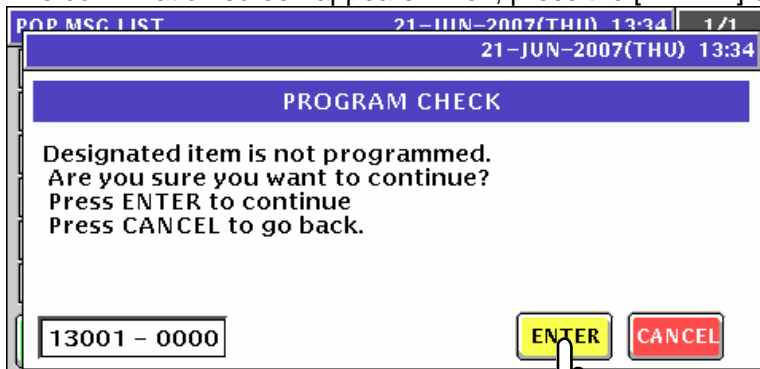 POP MSG LIST 21-JUN-2007(THU) 13:34 1/1
21-JUN-2007(THU) 13:34
PROGRAM CHECK
Designated item is not programmed.
Are you sure you want to continue?
Press ENTER to continue
Press CANCEL to go back.
13001 - 0000 ENTER CANCEL